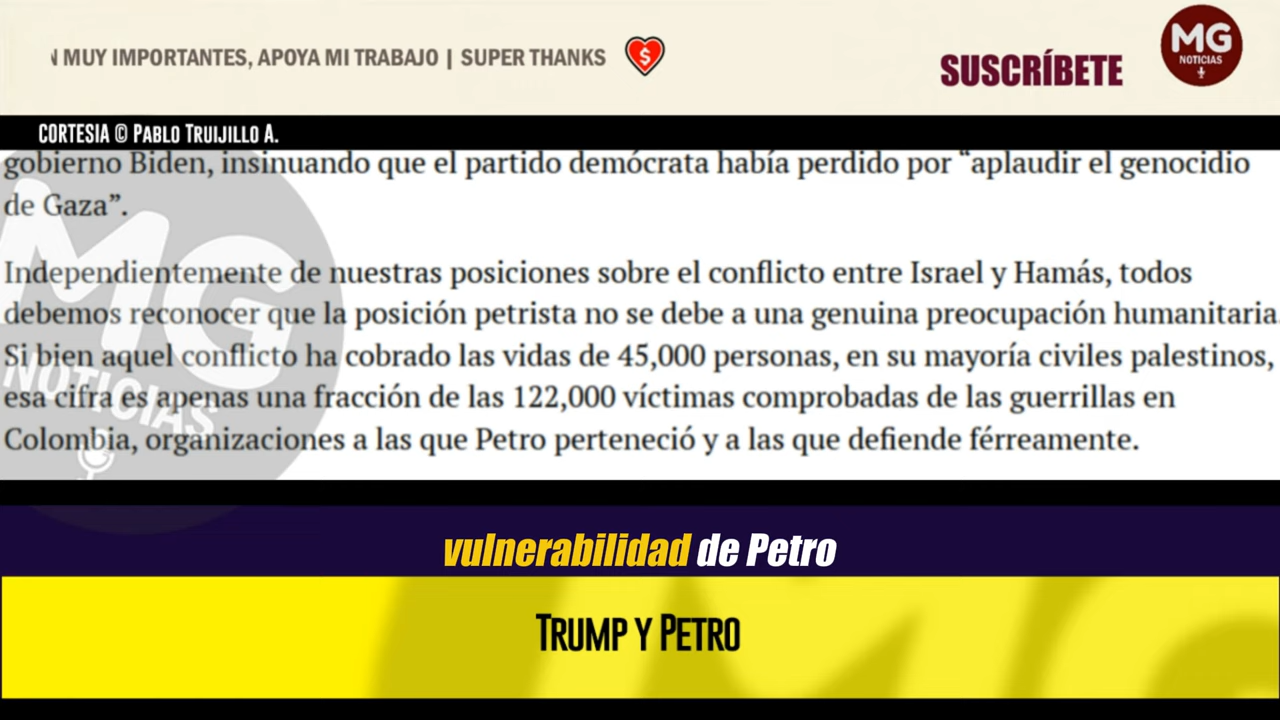 MUY IMPORTANTES, APOYA MI TRABAJO | SUPER THANKS
SUSCRÍBETE
MG
NOTICIAS
CORTESIA © PABLO TRUIJILLO A.
gobierno Biden, insinuando que el partido demócrata había perdido por “aplaudir el genocidio
de Gaza”.
Independientemente de nuestras posiciones sobre el conflicto entre Israel y Hamás, todos
debemos reconocer que la posición petrista no se debe a una genuina preocupación humanitaria.
Si bien aquel conflicto ha cobrado las vidas de 45,000 personas, en su mayoría civiles palestinos,
esa cifra es apenas una fracción de las 122,000 víctimas comprobadas de las guerrillas en
Colombia, organizaciones a las que Petro perteneció y a las que defiende férreamente.
MG
NOTICIAS
vulnerabilidad de Petro
TRUMP Y PETRO